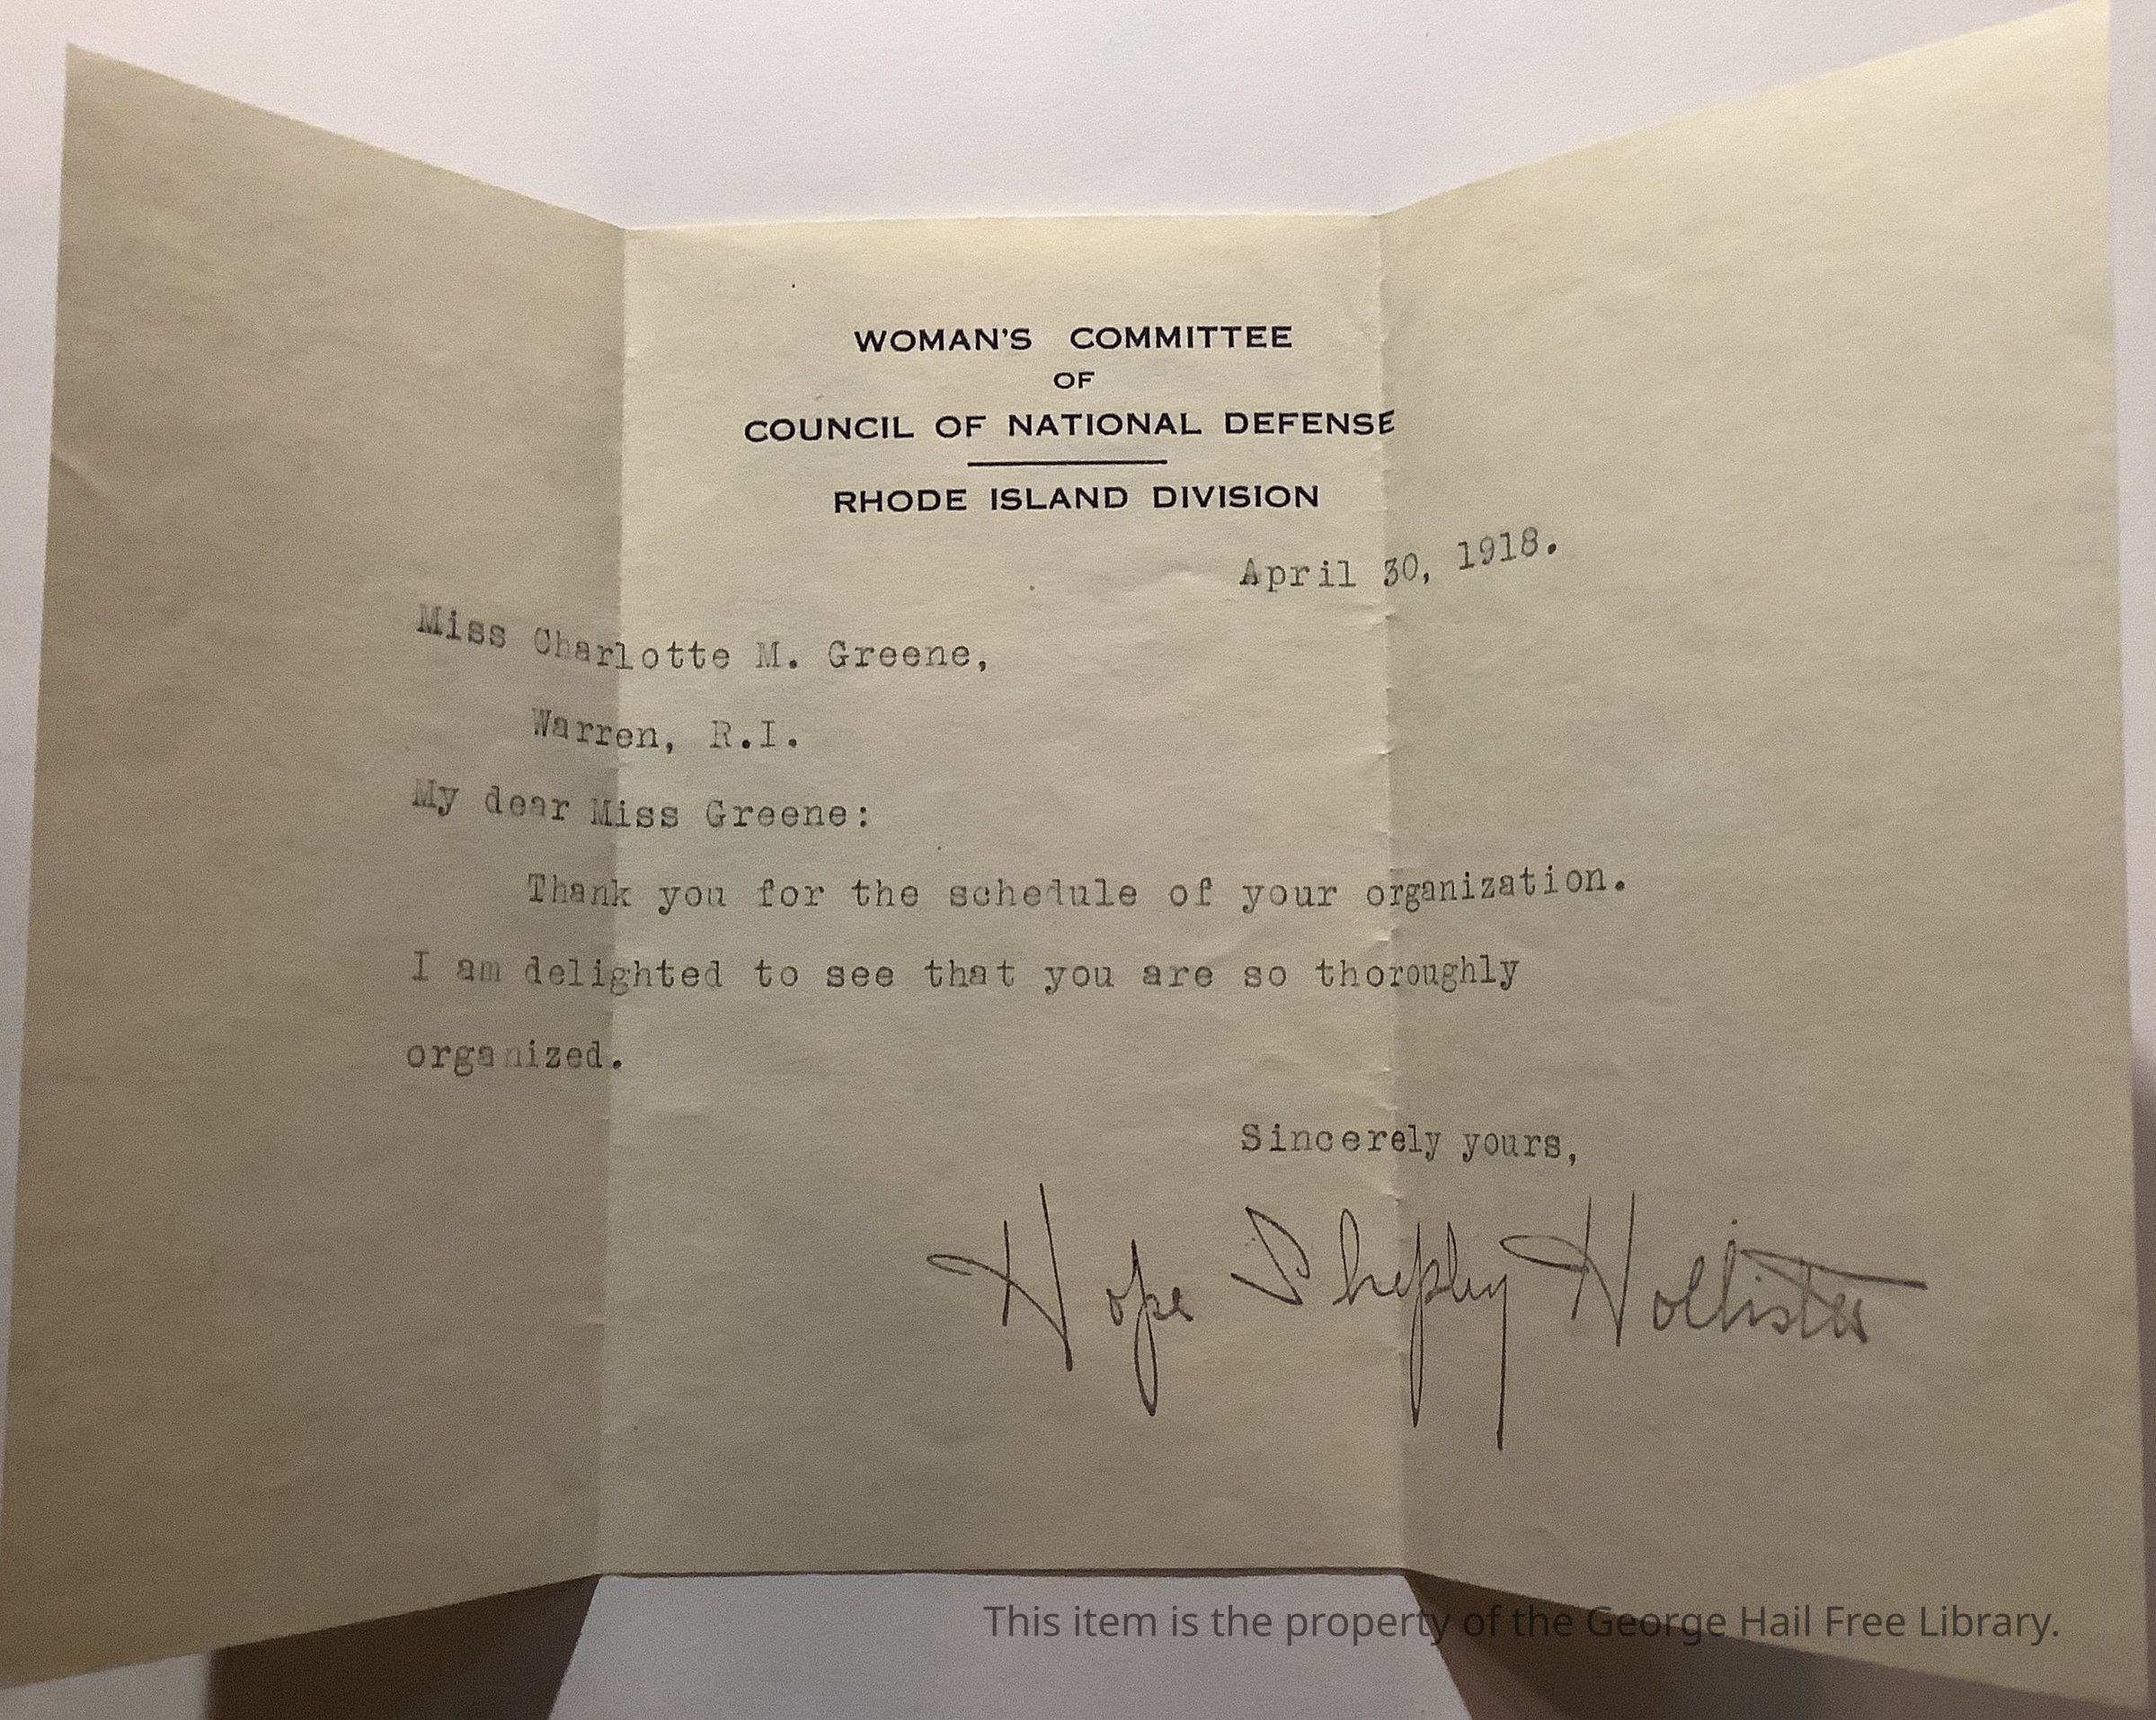 WOMAN'S COMMITTEE
OF
COUNCIL OF NATIONAL DEFENSE
RHODE ISLAND DIVISION
April 30, 1918.
Miss Charlotte M. Greene,
Warren, R.I.
My dear Miss Greene:
Thank you for the schedule of your organization.
I am delighted to see that you are so thoroughly
organized.
Sincerely yours,
Hope Shepley Hollister
This item is the property of the George Hail Free Library.